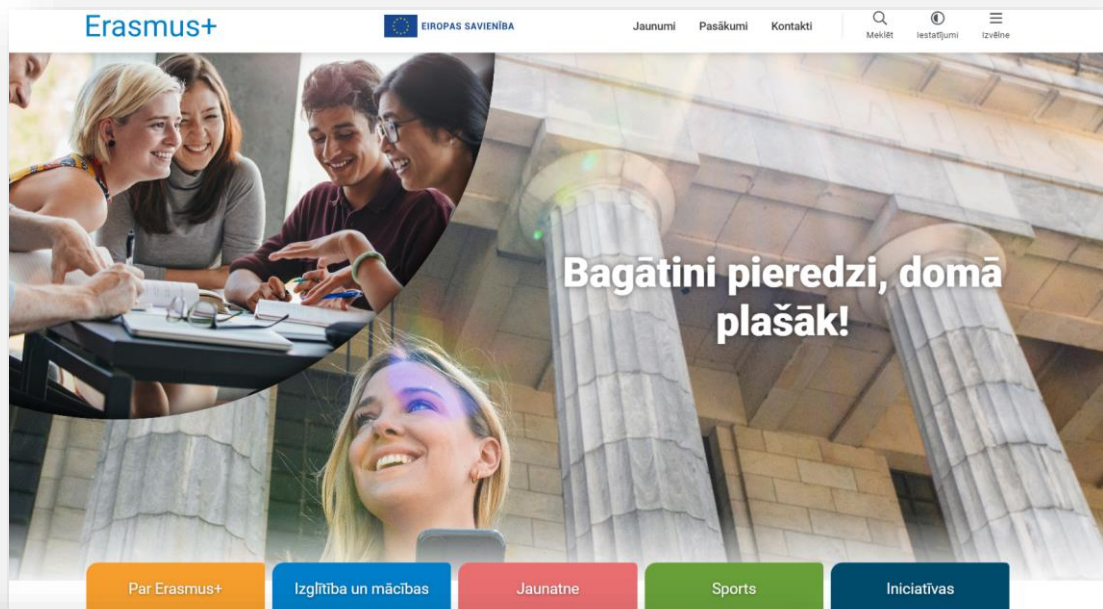 Erasmus+
EIROPAS SAVIENĪBA
Jaunumi Pasākumi Kontakti
Meklēt Iestatījumi Izvēlne
Bagātini pieredzi, domā
plašāk!
Par Erasmus+ Izglītība un mācības Jaunatne Sports Iniciatīvas